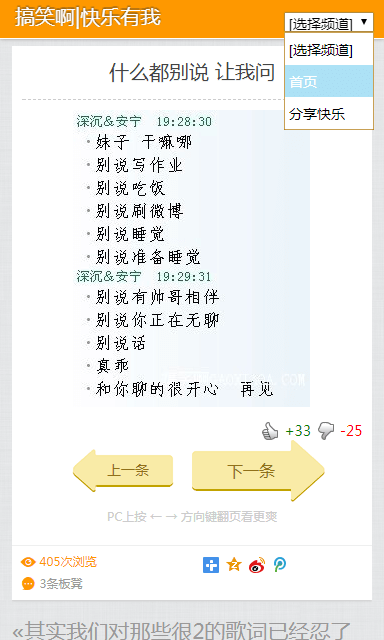 搞笑啊|快乐有我
[选择频道]
[选择频道]
首页
分享快乐
什么都别说 让我问
深沉&安宁 19:28:30
·妹子 干嘛哪
·别说写作业
·别说吃饭
·别说刷微博
·别说睡觉
·别说准备睡觉
深沉&安宁 19:29:31
·别说有帅哥相伴
·别说你正在无聊
·别说话
·真乖
·和你聊的很开心 再见
+33 -25
上一条 下一条
PC上按 ←→ 方向键翻页看更爽
405次浏览
3条板凳
«其实我们对那些很2的歌词已经忍了